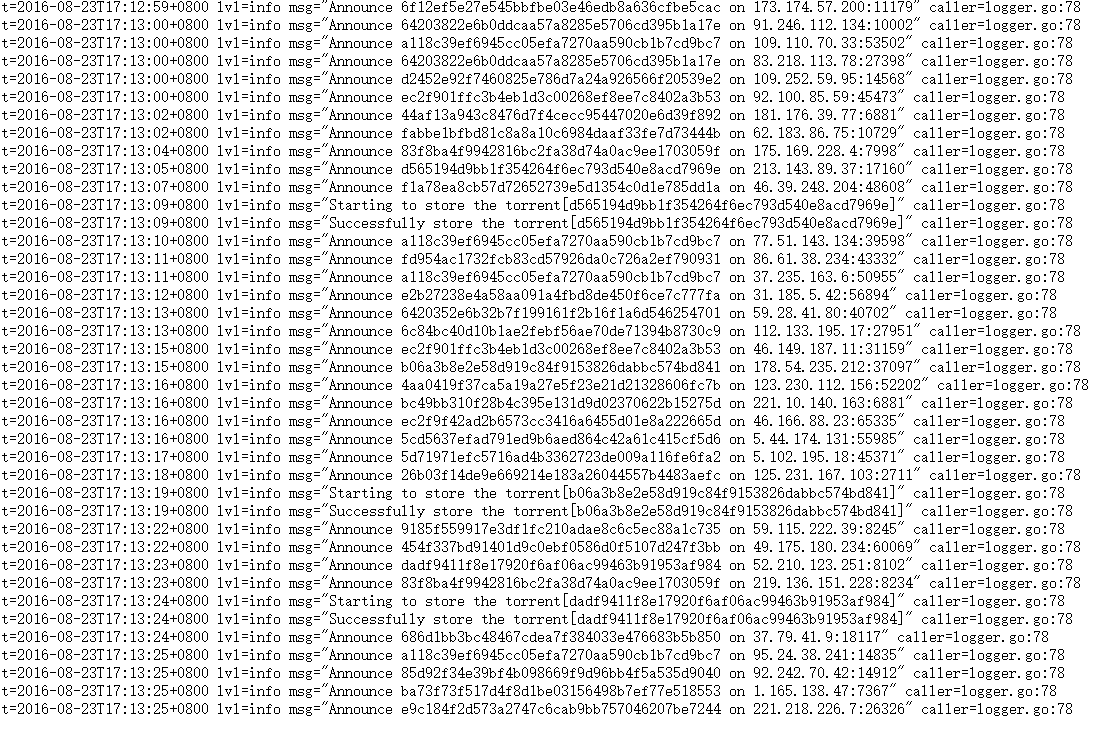 t=2016-08-23T17:12:59+0800 lvl=info msg="Announce 6f12ef5e27e545bbfbe03e46edb8a636cfbe5cac on 173.174.57.200:11179" caller=logger.go:78
t=2016-08-23T17:13:00+0800 lvl=info msg="Announce 64203822e6b0ddcaa57a8285e5706cd395b1a17e on 91.246.112.134:10002" caller=logger.go:78
t=2016-08-23T17:13:00+0800 lvl=info msg="Announce a118c39ef6945cc05efa7270aa590cb1b7cd9bc7 on 109.110.70.33:53502" caller=logger.go:78
t=2016-08-23T17:13:00+0800 lvl=info msg="Announce 64203822e6b0ddcaa57a8285e5706cd395b1a17e on 83.218.113.78:27398" caller=logger.go:78
t=2016-08-23T17:13:00+0800 lvl=info msg="Announce d2452e92f7460825e786d7a24a926566f20539e2 on 109.252.59.95:14568" caller=logger.go:78
t=2016-08-23T17:13:00+0800 lvl=info msg="Announce ec2f901ffc3b4eb1d3c00268ef8ee7c8402a3b53 on 92.100.85.59:45473" caller=logger.go:78
t=2016-08-23T17:13:02+0800 lvl=info msg="Announce 44af13a943c8476d7f4cecc95447020e6d39f892 on 181.176.39.77:6881" caller=logger.go:78
t=2016-08-23T17:13:02+0800 lvl=info msg="Announce fabbe1bfbd81c8a8a10c6984daaf33fe7d73444b on 62.183.86.75:10729" caller=logger.go:78
t=2016-08-23T17:13:04+0800 lvl=info msg="Announce 83f8ba4f9942816bc2fa38d74a0ac9ee1703059f on 175.169.228.4:7998" caller=logger.go:78
t=2016-08-23T17:13:05+0800 lvl=info msg="Announce d565194d9bb1f354264f6ec793d540e8acd7969e on 213.143.89.37:17160" caller=logger.go:78
t=2016-08-23T17:13:07+0800 lvl=info msg="Announce f1a78ea8cb57d72652739e5d1354c0d1e785dd1a on 46.39.248.204:48608" caller=logger.go:78
t=2016-08-23T17:13:09+0800 lvl=info msg="Starting to store the torrent[d565194d9bb1f354264f6ec793d540e8acd7969e]" caller=logger.go:78
t=2016-08-23T17:13:09+0800 lvl=info msg="Successfully store the torrent[d565194d9bb1f354264f6ec793d540e8acd7969e]" caller=logger.go:78
t=2016-08-23T17:13:10+0800 lvl=info msg="Announce a118c39ef6945cc05efa7270aa590cb1b7cd9bc7 on 77.51.143.134:39598" caller=logger.go:78
t=2016-08-23T17:13:11+0800 lvl=info msg="Announce fd954ac1732fcb83cd57926da0c726a2ef790931 on 86.61.38.234:43332" caller=logger.go:78
t=2016-08-23T17:13:11+0800 lvl=info msg="Announce a118c39ef6945cc05efa7270aa590cb1b7cd9bc7 on 37.235.163.6:50955" caller=logger.go:78
t=2016-08-23T17:13:12+0800 lvl=info msg="Announce e2b27238e4a58aa091a4fbd8de450f6ce7c777fa on 31.185.5.42:56894" caller=logger.go:78
t=2016-08-23T17:13:13+0800 lvl=info msg="Announce 6420352e6b32b7f199161f2b16f1a6d546254701 on 59.28.41.80:40702" caller=logger.go:78
t=2016-08-23T17:13:13+0800 lvl=info msg="Announce 6c84bc40d10b1ae2febf56ae70de71394b8730c9 on 112.133.195.17:27951" caller=logger.go:78
t=2016-08-23T17:13:15+0800 lvl=info msg="Announce ec2f901ffc3b4eb1d3c00268ef8ee7c8402a3b53 on 46.149.187.11:31159" caller=logger.go:78
t=2016-08-23T17:13:15+0800 lvl=info msg="Announce b06a3b8e2e58d919c84f9153826dabbc574bd841 on 178.54.235.212:37097" caller=logger.go:78
t=2016-08-23T17:13:16+0800 lvl=info msg="Announce 4aa0419f37ca5a19a27e5f23e21d21328606fc7b on 123.230.112.156:52202" caller=logger.go:78
t=2016-08-23T17:13:16+0800 lvl=info msg="Announce bc49bb310f28b4c395e131d9d02370622b15275d on 221.10.140.163:6881" caller=logger.go:78
t=2016-08-23T17:13:16+0800 lvl=info msg="Announce ec2f9f42ad2b6573cc3416a6455d01e8a222665d on 46.166.88.23:65335" caller=logger.go:78
t=2016-08-23T17:13:16+0800 lvl=info msg="Announce 5cd5637efad791ed9b6aed864c42a61c415cf5d6 on 5.44.174.131:55985" caller=logger.go:78
t=2016-08-23T17:13:17+0800 lvl=info msg="Announce 5d71971efc5716ad4b3362723de009a116fe6fa2 on 5.102.195.18:45371" caller=logger.go:78
t=2016-08-23T17:13:18+0800 lvl=info msg="Announce 26b03f14de9e669214e183a26044557b4483aefc on 125.231.167.103:2711" caller=logger.go:78
t=2016-08-23T17:13:19+0800 lvl=info msg="Starting to store the torrent[b06a3b8e2e58d919c84f9153826dabbc574bd841]" caller=logger.go:78
t=2016-08-23T17:13:19+0800 lvl=info msg="Successfully store the torrent[b06a3b8e2e58d919c84f9153826dabbc574bd841]" caller=logger.go:78
t=2016-08-23T17:13:22+0800 lvl=info msg="Announce 9185f559917e3df1fc210adae8c6c5ec88a1c735 on 59.115.222.39:8245" caller=logger.go:78
t=2016-08-23T17:13:22+0800 lvl=info msg="Announce 454f337bd91401d9c0ebf0586d0f5107d247f3bb on 49.175.180.234:60069" caller=logger.go:78
t=2016-08-23T17:13:23+0800 lvl=info msg="Announce dadf9411f8e17920f6af06ac99463b91953af984 on 52.210.123.251:8102" caller=logger.go:78
t=2016-08-23T17:13:23+0800 lvl=info msg="Announce 83f8ba4f9942816bc2fa38d74a0ac9ee1703059f on 219.136.151.228:8234" caller=logger.go:78
t=2016-08-23T17:13:24+0800 lvl=info msg="Starting to store the torrent[dadf9411f8e17920f6af06ac99463b91953af984]" caller=logger.go:78
t=2016-08-23T17:13:24+0800 lvl=info msg="Successfully store the torrent[dadf9411f8e17920f6af06ac99463b91953af984]" caller=logger.go:78
t=2016-08-23T17:13:24+0800 lvl=info msg="Announce 686d1bb3bc48467cdea7f384033e476683b5b850 on 37.79.41.9:18117" caller=logger.go:78
t=2016-08-23T17:13:25+0800 lvl=info msg="Announce a118c39ef6945cc05efa7270aa590cb1b7cd9bc7 on 95.24.38.241:14835" caller=logger.go:78
t=2016-08-23T17:13:25+0800 lvl=info msg="Announce 85d92f34e39bf4b098669f9d96bb4f5a535d9040 on 92.242.70.42:14912" caller=logger.go:78
t=2016-08-23T17:13:25+0800 lvl=info msg="Announce ba73f73f517d4f8d1be03156498b7ef77e518553 on 1.165.138.47:7367" caller=logger.go:78
t=2016-08-23T17:13:25+0800 lvl=info msg="Announce e9c184f2d573a2747c6cab9bb757046207be7244 on 221.218.226.7:26326" caller=logger.go:78